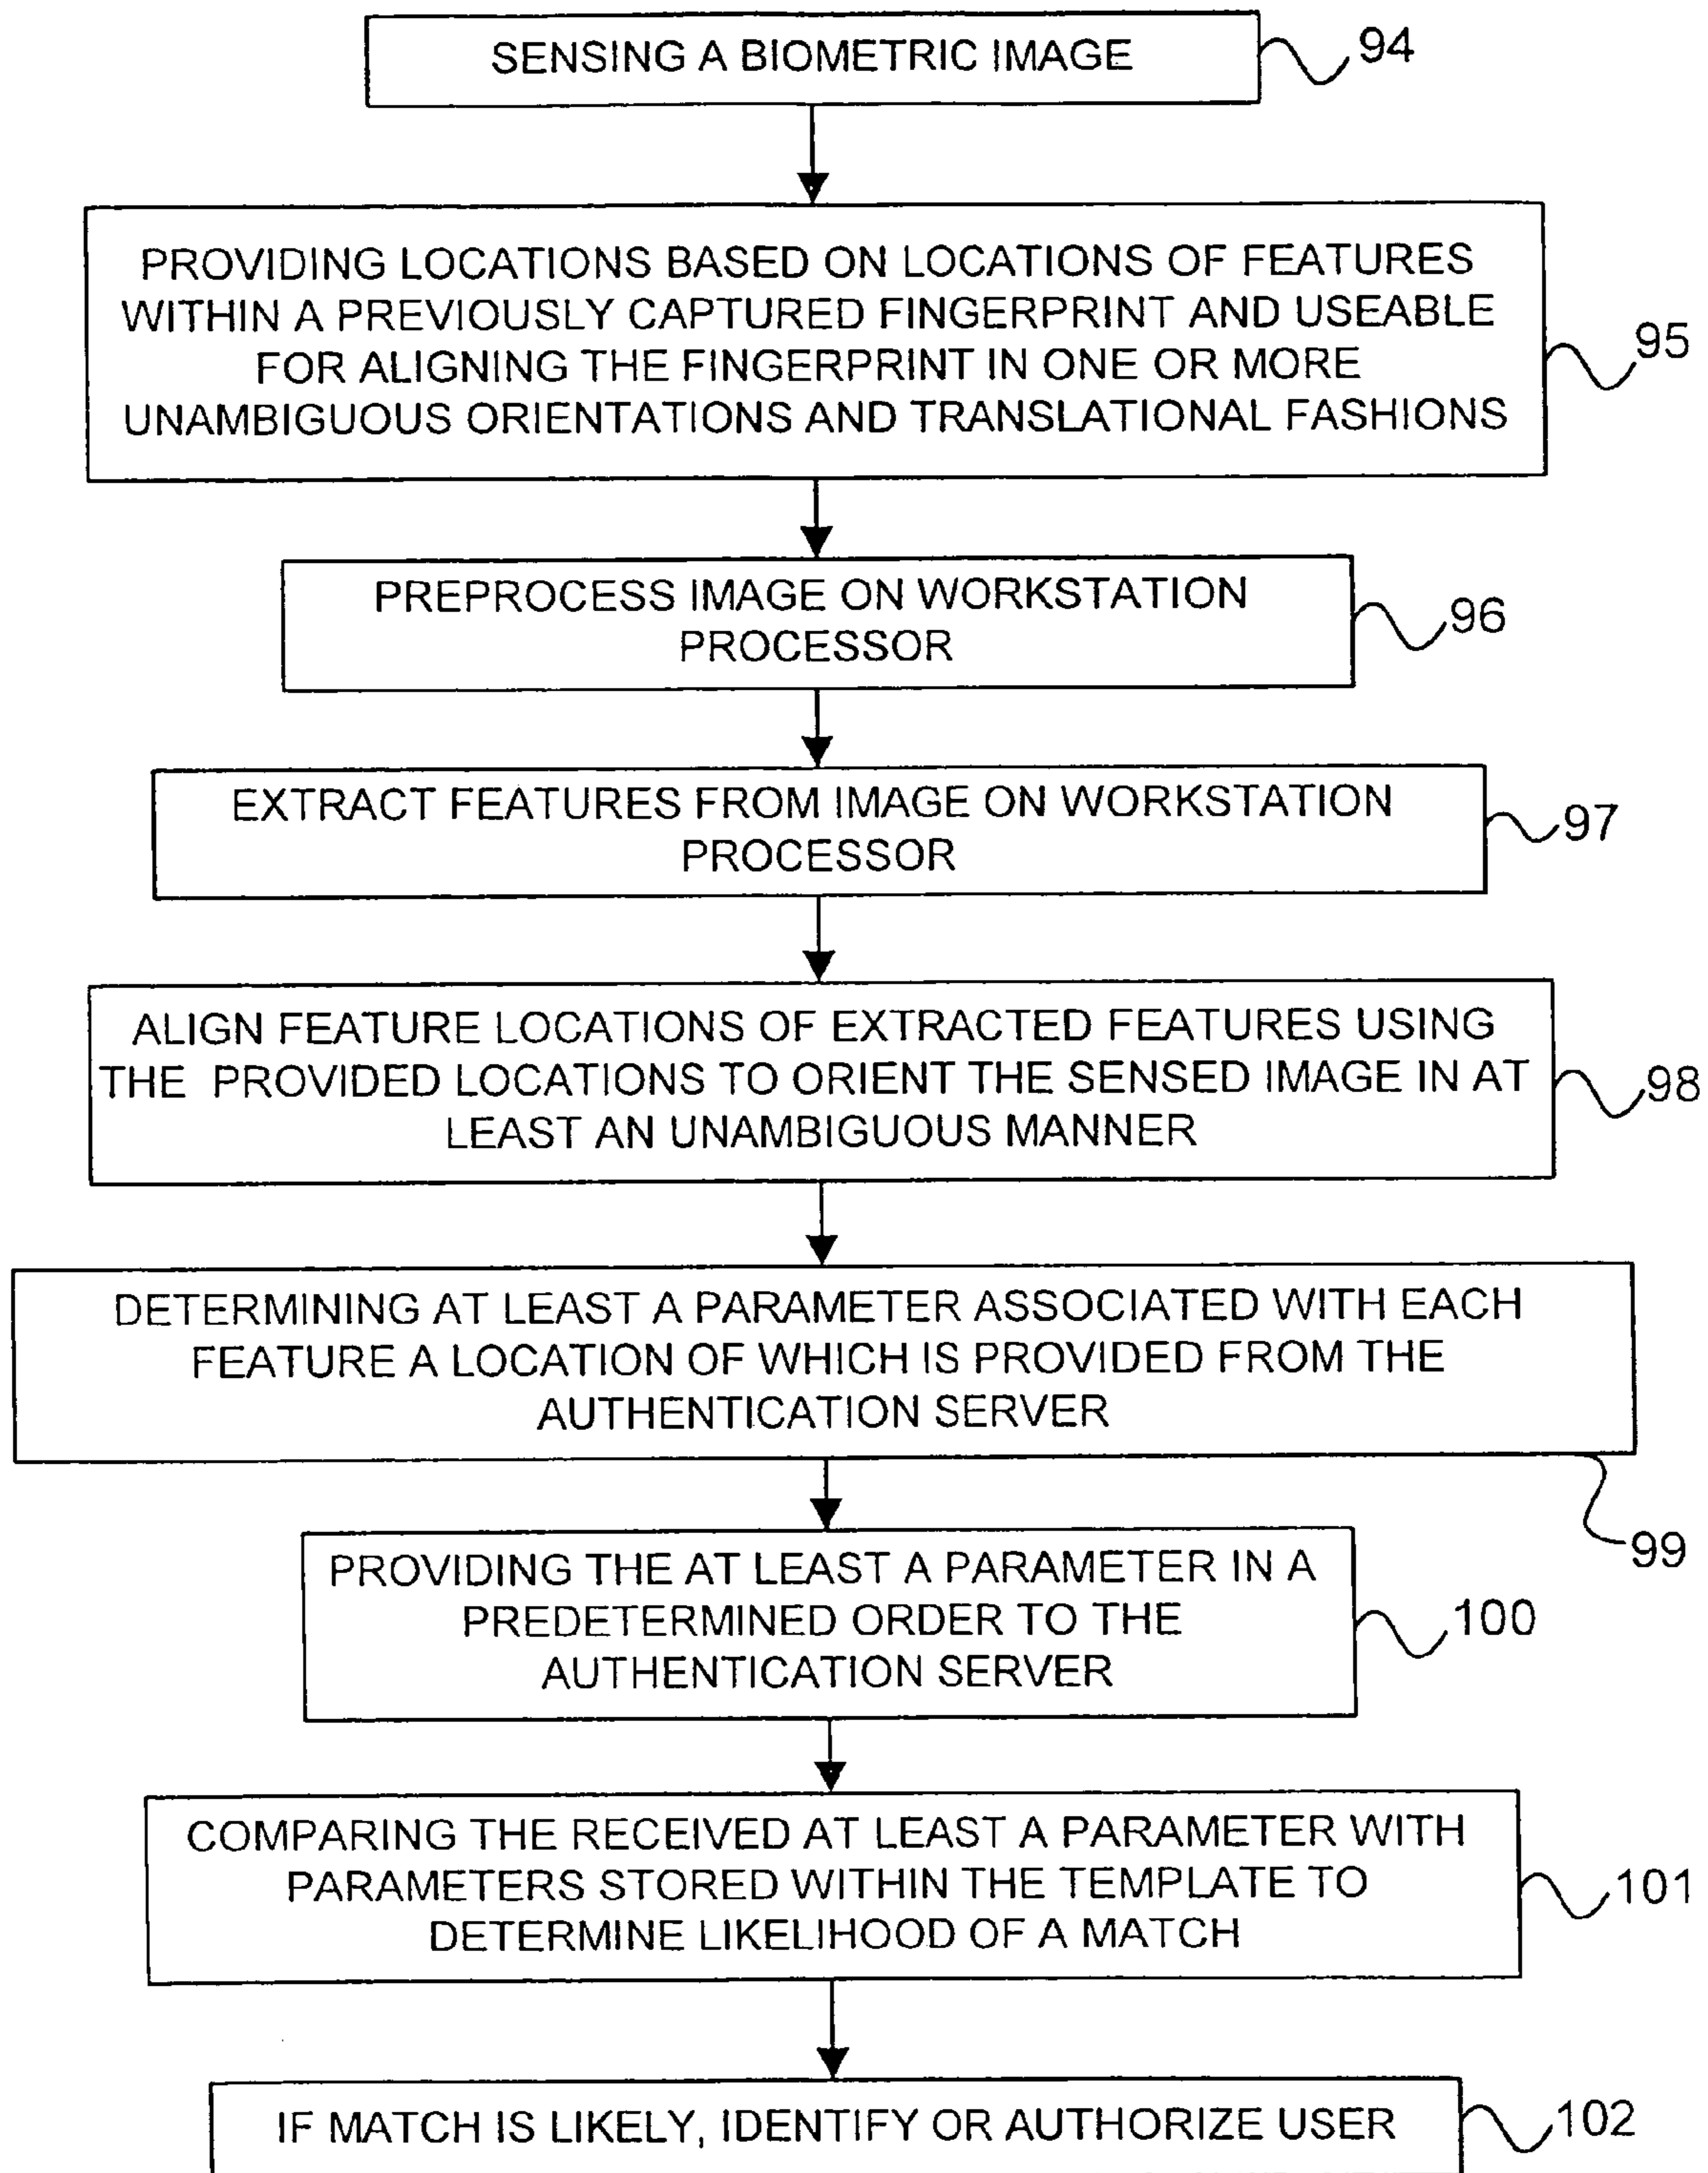 SENSING A BIOMETRIC IMAGE
94
PROVIDING LOCATIONS BASED ON LOCATIONS OF FEATURES
WITHIN A PREVIOUSLY CAPTURED FINGERPRINT AND USEABLE
FOR ALIGNING THE FINGERPRINT IN ONE OR MORE
UNAMBIGUOUS ORIENTATIONS AND TRANSLATIONAL FASHIONS
95
PREPROCESS IMAGE ON WORKSTATION
PROCESSOR
96
EXTRACT FEATURES FROM IMAGE ON WORKSTATION
PROCESSOR
97
ALIGN FEATURE LOCATIONS OF EXTRACTED FEATURES USING
THE PROVIDED LOCATIONS TO ORIENT THE SENSED IMAGE IN AT
LEAST AN UNAMBIGUOUS MANNER
98
DETERMINING AT LEAST A PARAMETER ASSOCIATED WITH EACH
FEATURE A LOCATION OF WHICH IS PROVIDED FROM THE
AUTHENTICATION SERVER
99
PROVIDING THE AT LEAST A PARAMETER IN A
PREDETERMINED ORDER TO THE
AUTHENTICATION SERVER
100
COMPARING THE RECEIVED AT LEAST A PARAMETER WITH
PARAMETERS STORED WITHIN THE TEMPLATE TO
DETERMINE LIKELIHOOD OF A MATCH
101
IF MATCH IS LIKELY, IDENTIFY OR AUTHORIZE USER
102